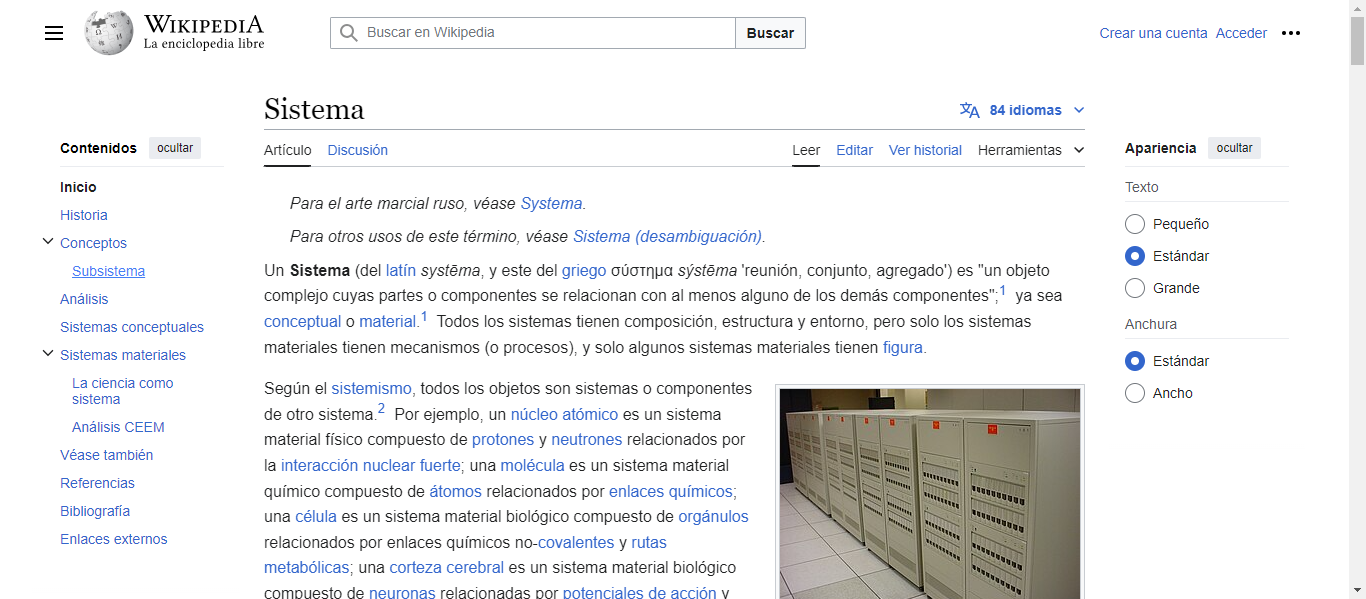 WIKIPEDIA
La enciclopedia libre
Buscar en Wikipedia
Buscar
Crear una cuenta Acceder
Sistema
84 idiomas
Contenidos ocultar
Inicio
Historia
Conceptos
Subsistema
Análisis
Sistemas conceptuales
Sistemas materiales
La ciencia como
sistema
Análisis CEEM
Véase también
Referencias
Bibliografía
Enlaces externos
Artículo Discusión
Leer Editar Ver historial Herramientas
Para el arte marcial ruso, véase Systema.
Para otros usos de este término, véase Sistema (desambiguación).
Un Sistema (del latín systēma, y este del griego σύστημα sýstēma 'reunión, conjunto, agregado') es "un objeto
complejo cuyas partes o componentes se relacionan con al menos alguno de los demás componentes";1 ya sea
conceptual o material.1 Todos los sistemas tienen composición, estructura y entorno, pero solo los sistemas
materiales tienen mecanismos (o procesos), y solo algunos sistemas materiales tienen figura.
Según el sistemismo, todos los objetos son sistemas o componentes
de otro sistema.2 Por ejemplo, un núcleo atómico es un sistema
material físico compuesto de protones y neutrones relacionados por
la interacción nuclear fuerte; una molécula es un sistema material
químico compuesto de átomos relacionados por enlaces químicos;
una célula es un sistema material biológico compuesto de orgánulos
relacionados por enlaces químicos no-covalentes y rutas
metabólicas; una corteza cerebral es un sistema material biológico
compuesto de neuronas relacionadas por potenciales de acción y
Apariencia ocultar
Texto
Pequeño
Estándar
Grande
Anchura
Estándar
Ancho